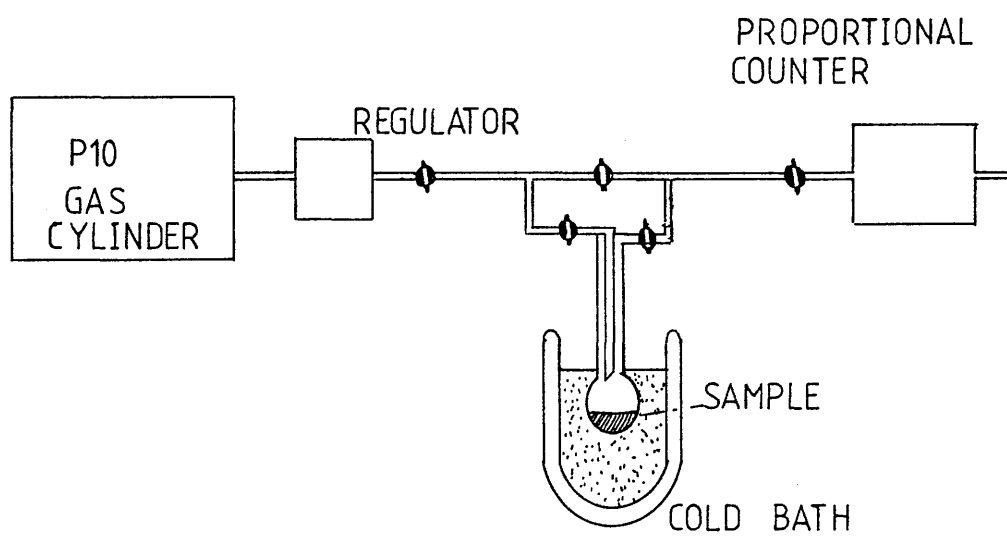 PROPORTIONAL
COUNTER
REGULATOR
P10
GAS
CYLINDER
SAMPLE
COLD BATH